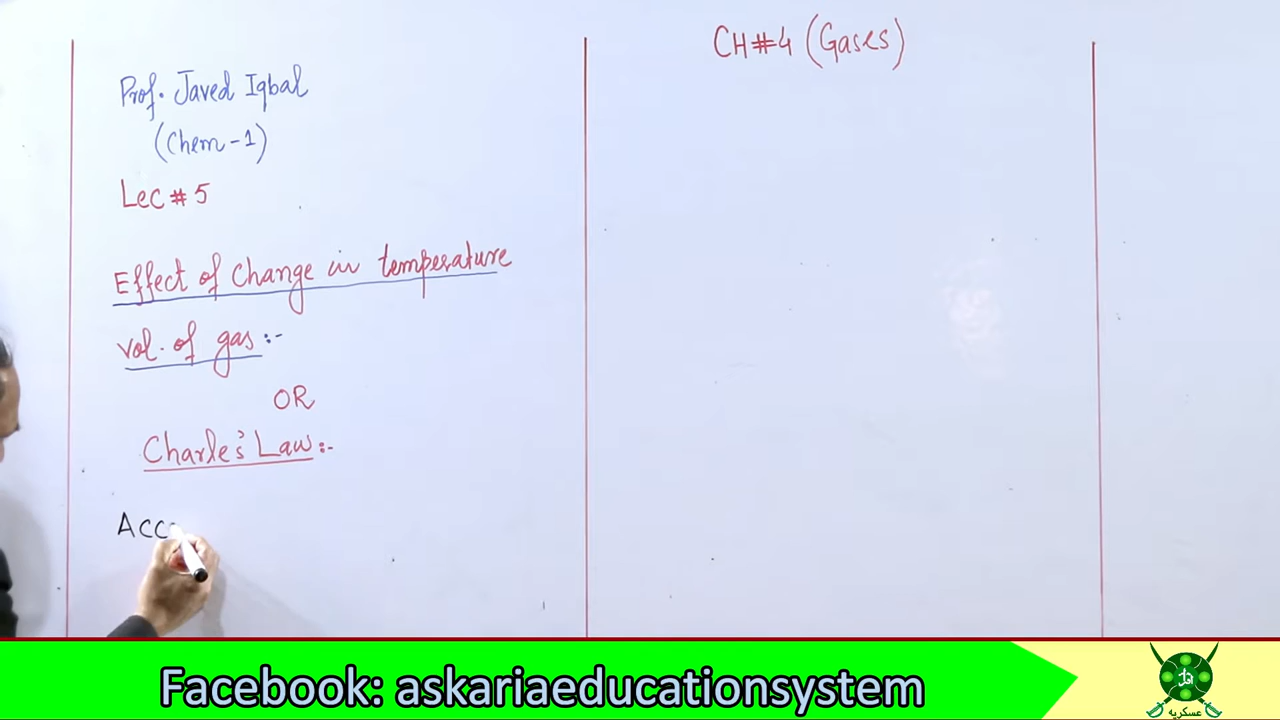 CH#4 (Gases)
Prof. Javed Iqbal
(Chem-1)
Lec # 5
Effect of Change in temperature
vol. of gas :-
OR
Charle's Law :-
Acc
Facebook: askariaeducationsystem
عسکریہ